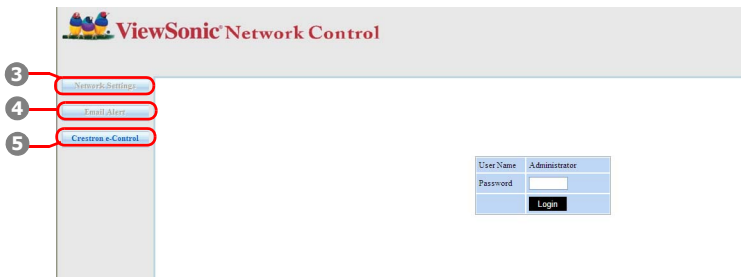 ViewSonic® Network Control
3
Network Settings
4
Email Alert
5
Crestron e-Control
User Name Administrator
Password
Login